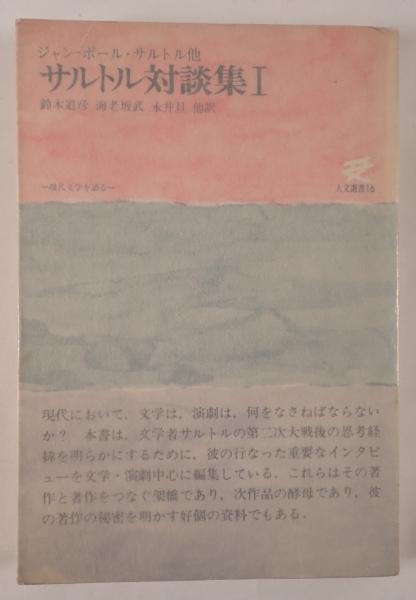 ジャン-ポール・サルトル他
サルトル対談集Ⅰ
鈴木道彦 海老坂武 永井旦 他訳
—現代文学を語る—
人文選書16
現代において、文学は、演劇は、何をなさねばならない
か? 本書は、文学者サルトルの第二次大戦後の思考経
緯を明らかにするために、彼の行なった重要なインタビ
ューを文学・演劇中心に編集している。これらはその著
作と著作をつなぐ架橋であり、次作品の酵母であり、彼
の著作の秘密を明かす好個の資料でもある。